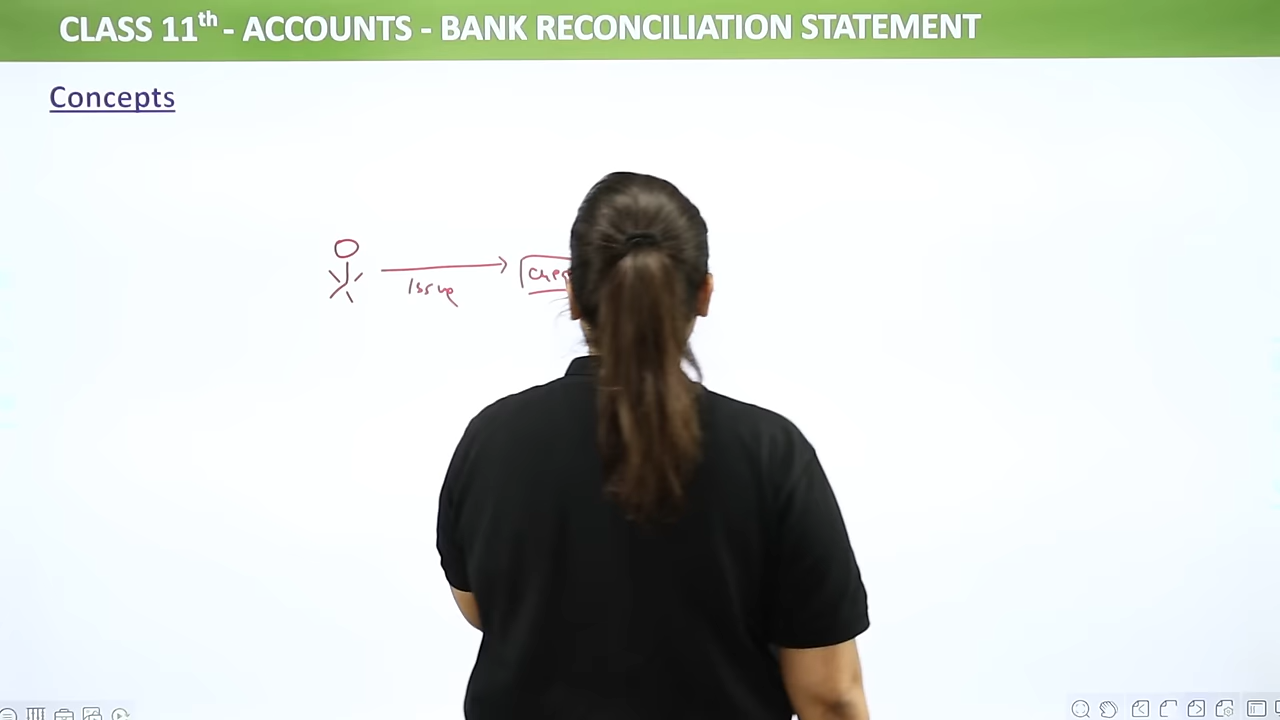 CLASS 11th - ACCOUNTS - BANK RECONCILIATION STATEMENT
Concepts
Issue